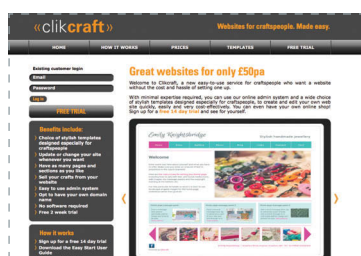 «clikcraft»
Websites for craftspeople. Made easy.
HOME
HOW IT WORKS
PRICES
TEMPLATES
FREE TRIAL
Existing customer login
Email
Password
Log in
FREE TRIAL
Benefits include:
Choice of stylish templates
designed especially for
craftspeople
Update or change your site
whenever you want
Have as many pages and
sections as you like
Sell your crafts from your
website
Easy to use admin system
Opt to have your own domain
name
No software required
Free 2 week trial
How it works
Sign up for a free 14 day trial
Download the Easy Start User
Guide
Great websites for only £50pa
Welcome to Clikcraft, a new easy-to-use service for craftspeople who want a website
without the cost and hassle of setting one up.
With minimal expertise required, you can use our online admin system and a wide choice
of stylish templates designed especially for craftspeople, to create and edit your own web
site quickly, easily and very cost-effectively. You can even have your own online shop!
Sign up for a free 14 day trial and see for yourself.
Emily Knightsbridge
Welcome